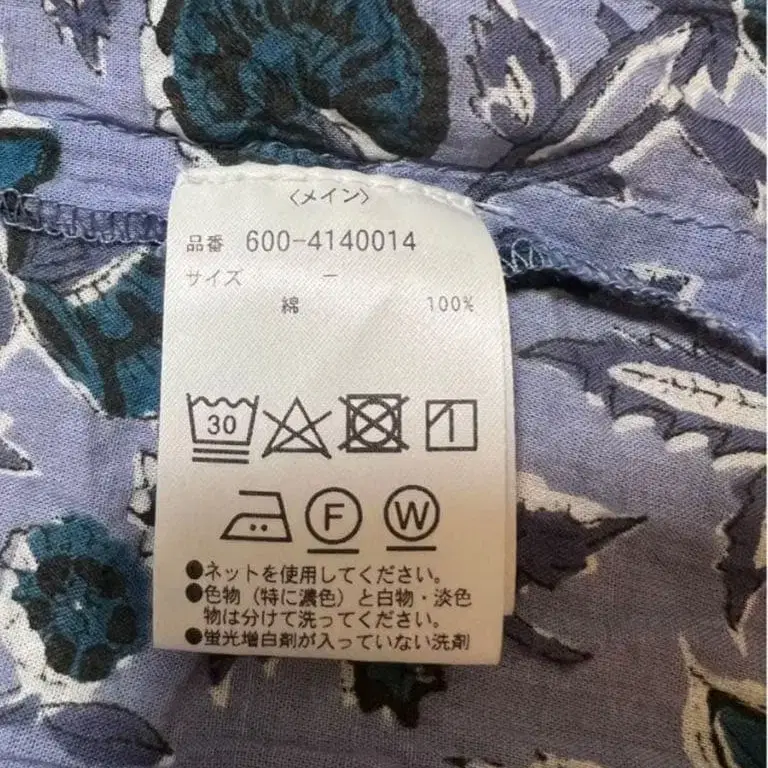 〈メイン〉
品番 600-4140014
サイズ －
綿 100%
30
F W
●ネットを使用してください。
●色物（特に濃色）と白物・淡色
物は分けて洗ってください。
●蛍光増白剤が入っていない洗剤